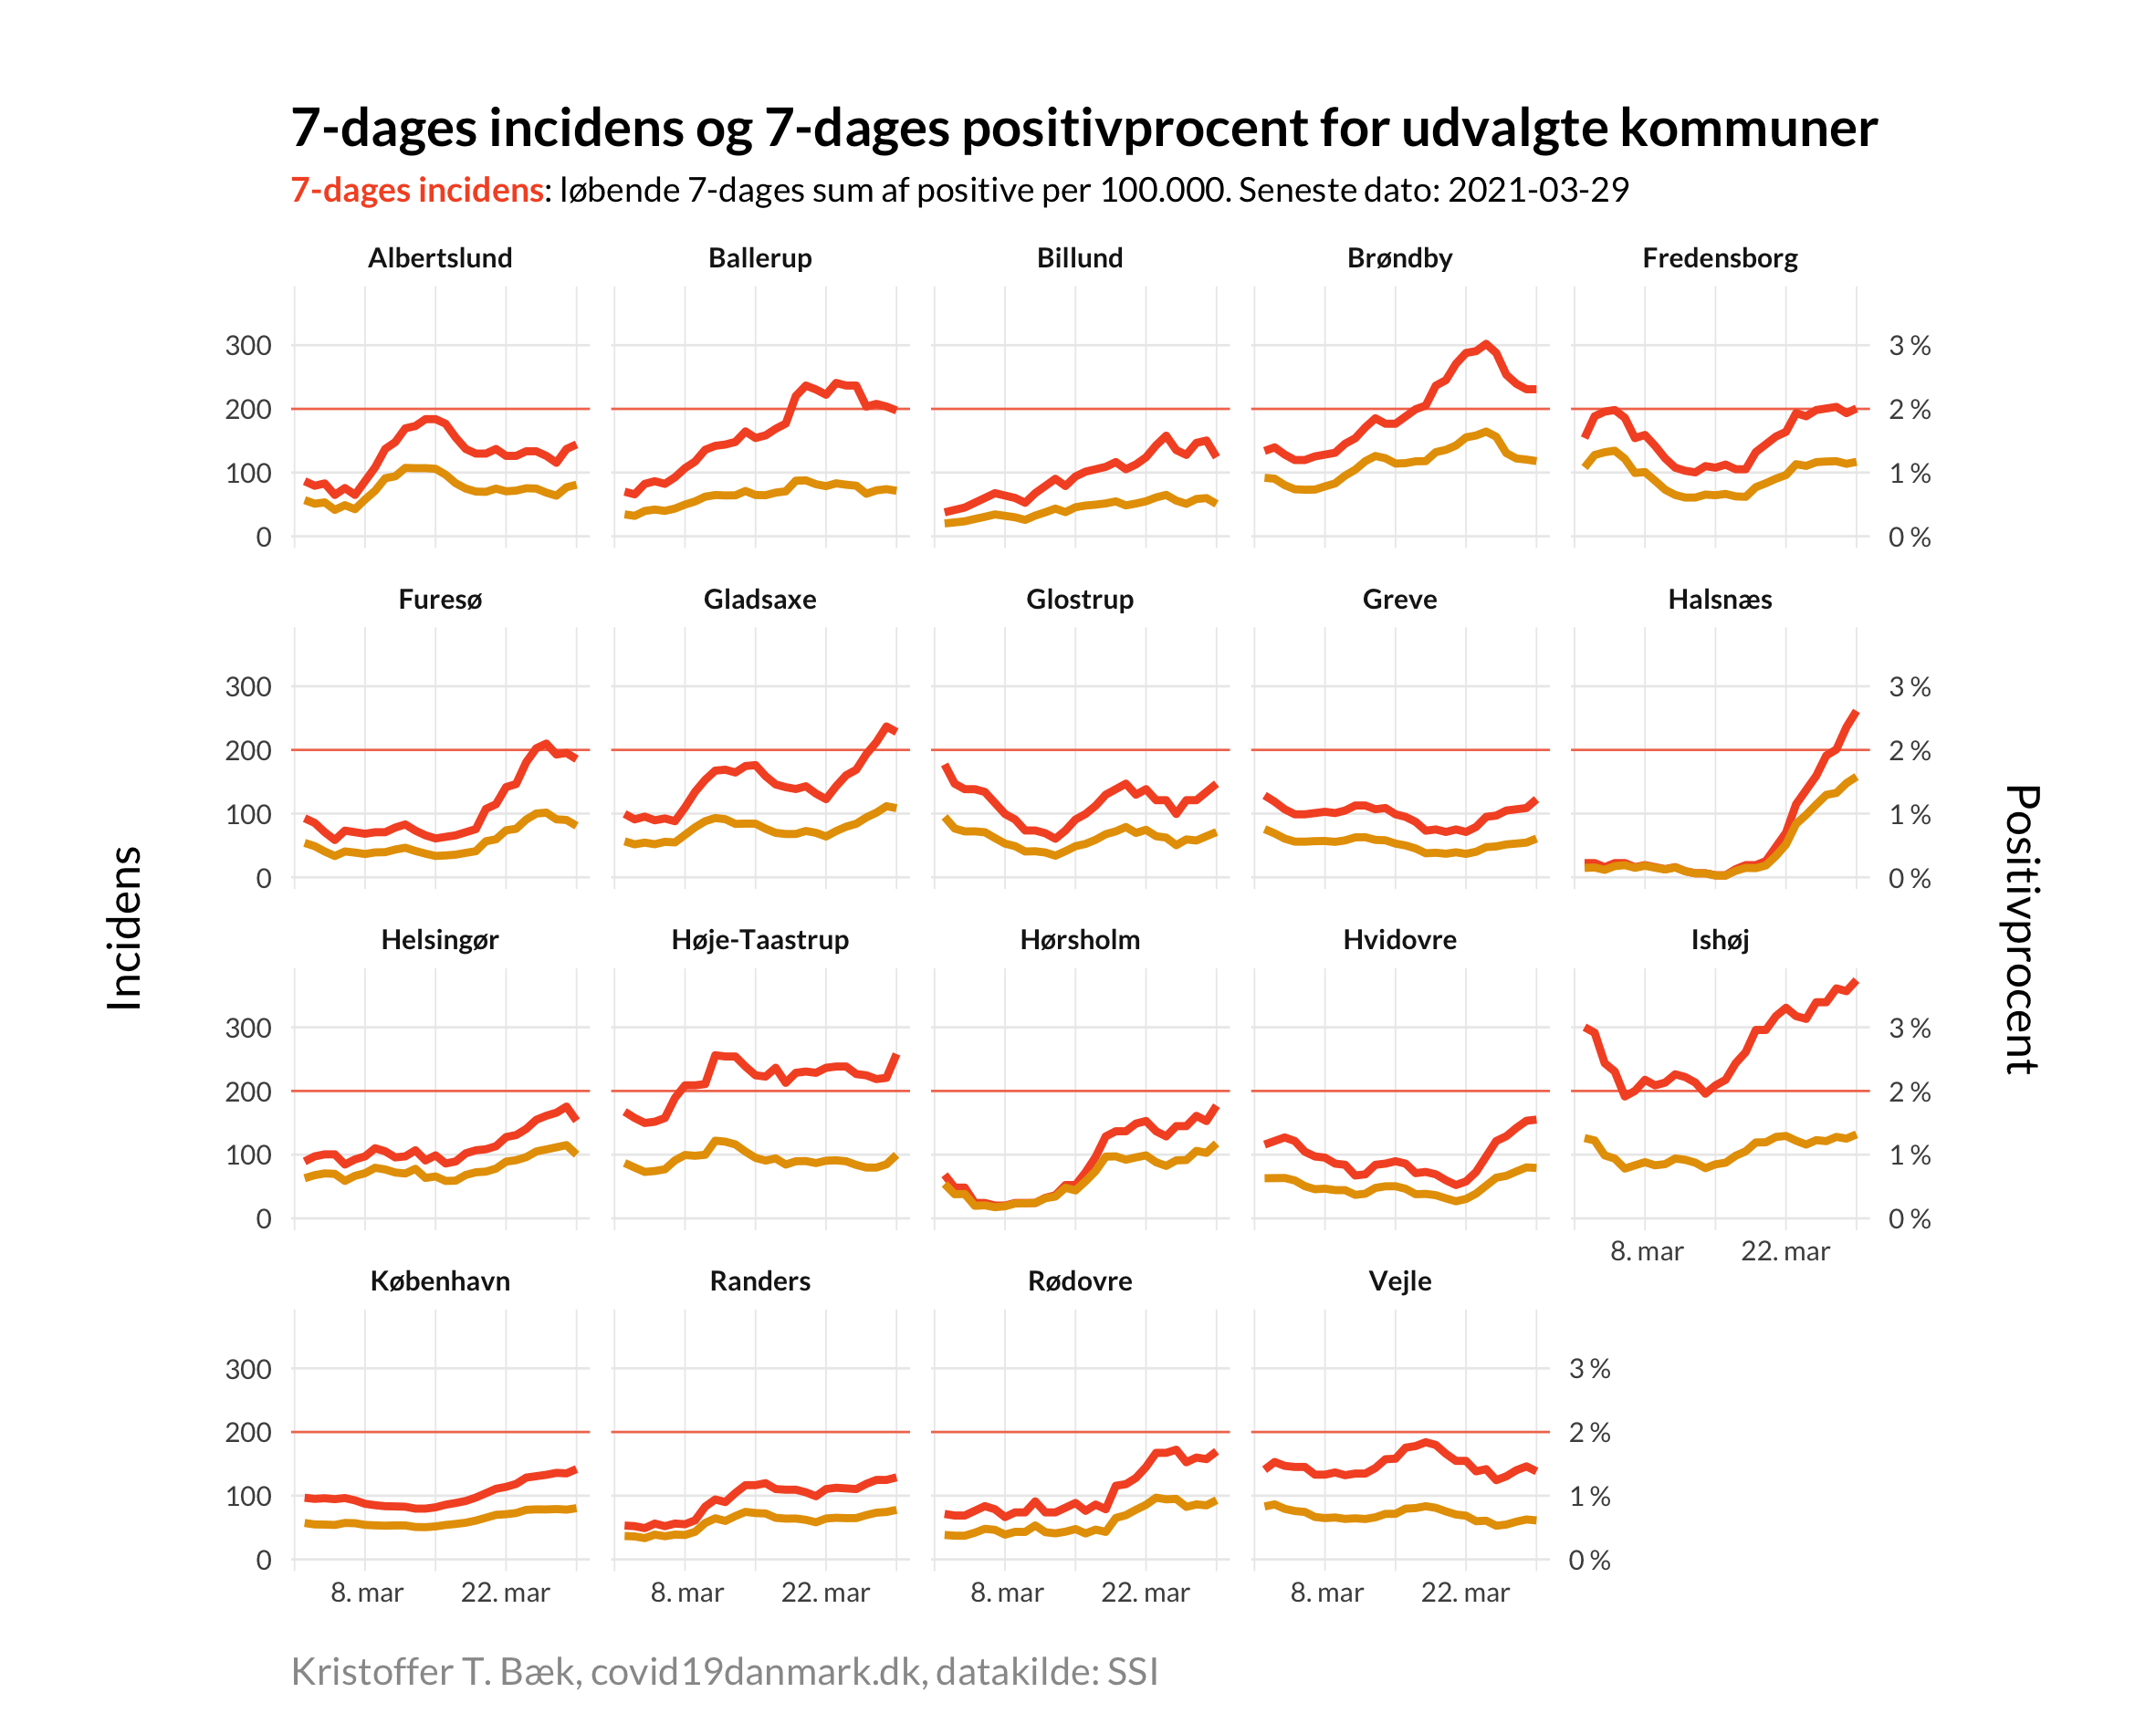 7-dages incidens og 7-dages positivprocent for udvalgte kommuner
7-dages incidens: løbende 7-dages sum af positive per 100.000. Seneste dato: 2021-03-29
Albertslund Ballerup Billund Brøndby Fredensborg
300 3 %
200 2 %
100 1 %
0 0 %
Furesø Gladsaxe Glostrup Greve Halsnæs
300 3 %
200 2 %
100 1 %
0 0 %
Incidens
Positivprocent
Helsingør Høje-Taastrup Hørsholm Hvidovre Ishøj
300 3 %
200 2 %
100 1 %
0 0 %
8. mar 22. mar
København Randers Rødovre Vejle
300 3 %
200 2 %
100 1 %
0 0 %
8. mar 22. mar 8. mar 22. mar 8. mar 22. mar 8. mar 22. mar
Kristoffer T. Bæk, covid19danmark.dk, datakilde: SSI